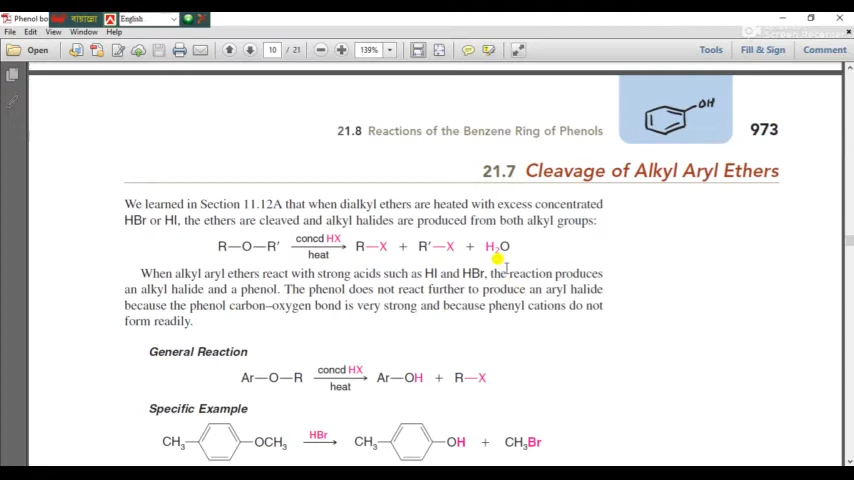 Phenol bo
বায়ান্নো
English
File Edit View Window Help
Open 10 / 21 139% Tools Fill & Sign Comment
OH
21.8 Reactions of the Benzene Ring of Phenols 973
21.7 Cleavage of Alkyl Aryl Ethers
We learned in Section 11.12A that when dialkyl ethers are heated with excess concentrated
HBr or HI, the ethers are cleaved and alkyl halides are produced from both alkyl groups:
concd HX
R—O—R′ R—X + R′—X + H₂O
heat
When alkyl aryl ethers react with strong acids such as HI and HBr, the reaction produces
an alkyl halide and a phenol. The phenol does not react further to produce an aryl halide
because the phenol carbon–oxygen bond is very strong and because phenyl cations do not
form readily.
General Reaction
concd HX
Ar—O—R Ar—OH + R—X
heat
Specific Example
HBr
CH₃ OCH₃ CH₃ OH + CH₃Br